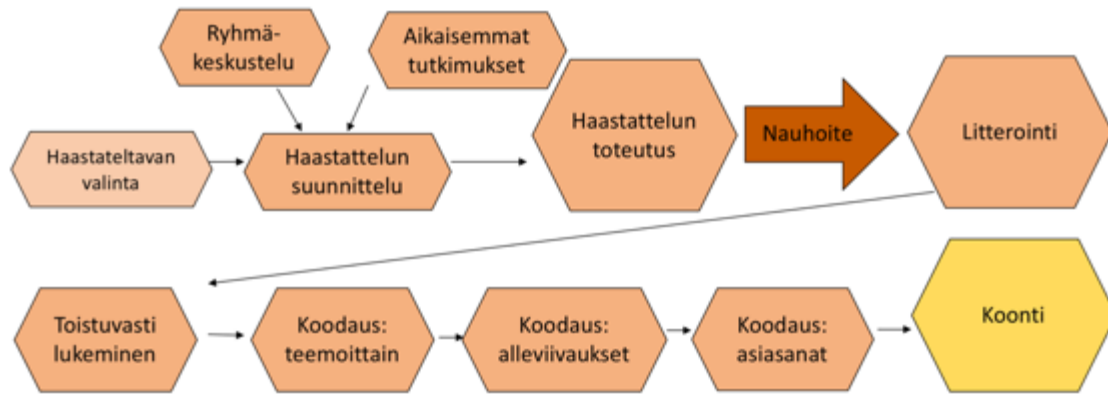 Ryhmä-
keskustelu
Aikaisemmat
tutkimukset
Haastateltavan
valinta
Haastattelun
suunnittelu
Haastattelun
toteutus
Nauhoite
Litterointi
Toistuvasti
lukeminen
Koodaus:
teemoittain
Koodaus:
alleviivaukset
Koodaus:
asiasanat
Koonti